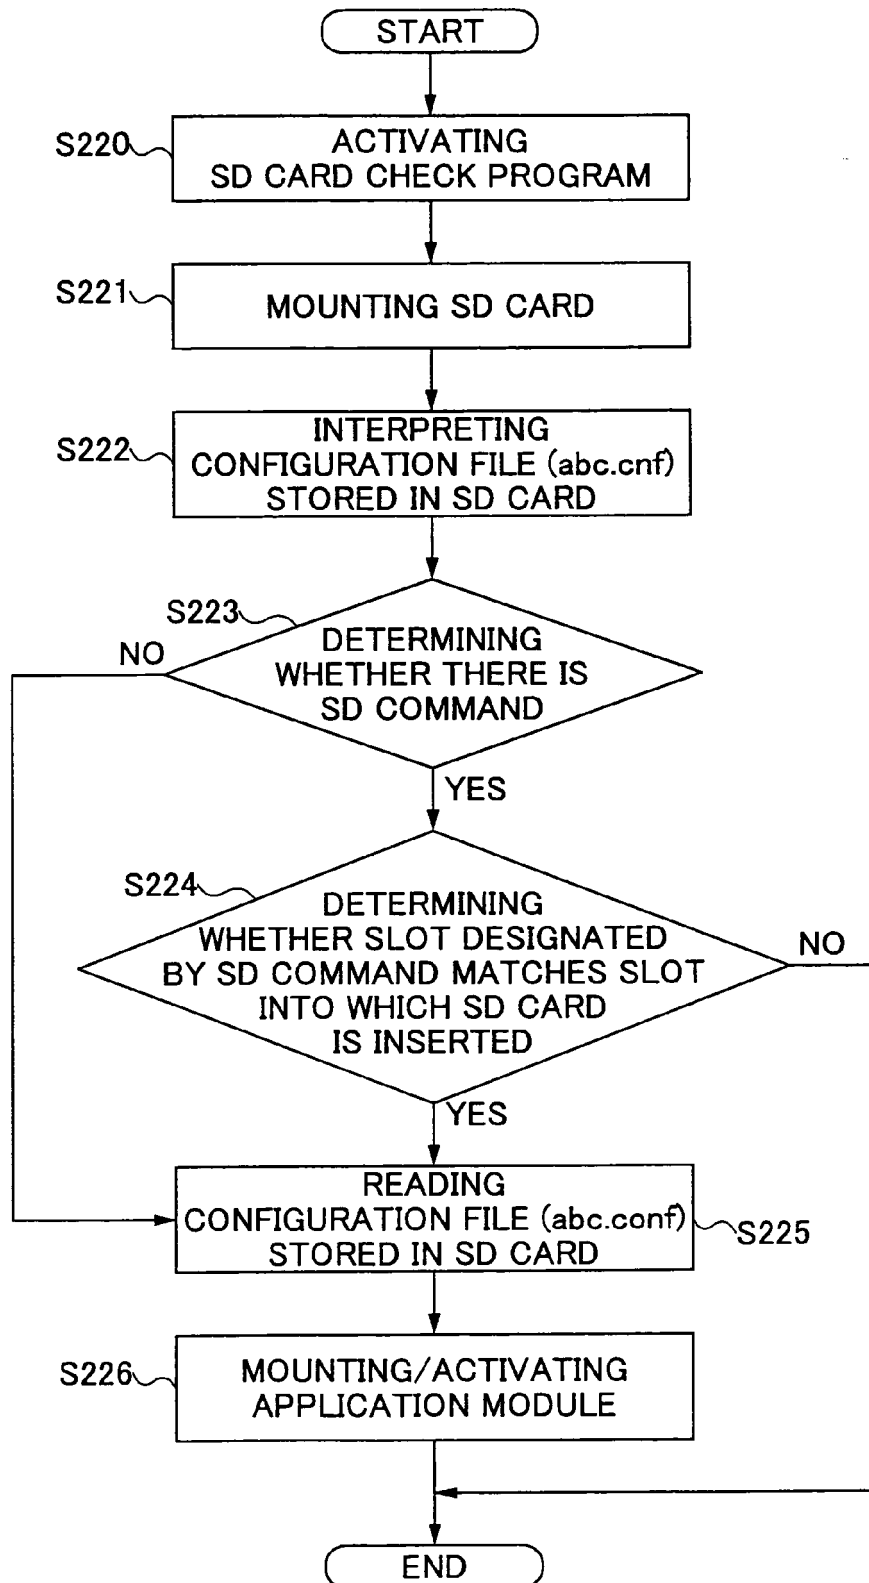 START
S220
ACTIVATING
SD CARD CHECK PROGRAM
S221
MOUNTING SD CARD
S222
INTERPRETING
CONFIGURATION FILE (abc.cnf)
STORED IN SD CARD
S223
NO
DETERMINING
WHETHER THERE IS
SD COMMAND
YES
S224
DETERMINING
WHETHER SLOT DESIGNATED
BY SD COMMAND MATCHES SLOT
INTO WHICH SD CARD
IS INSERTED
NO
YES
READING
CONFIGURATION FILE (abc.conf)
STORED IN SD CARD
S225
S226
MOUNTING/ACTIVATING
APPLICATION MODULE
END